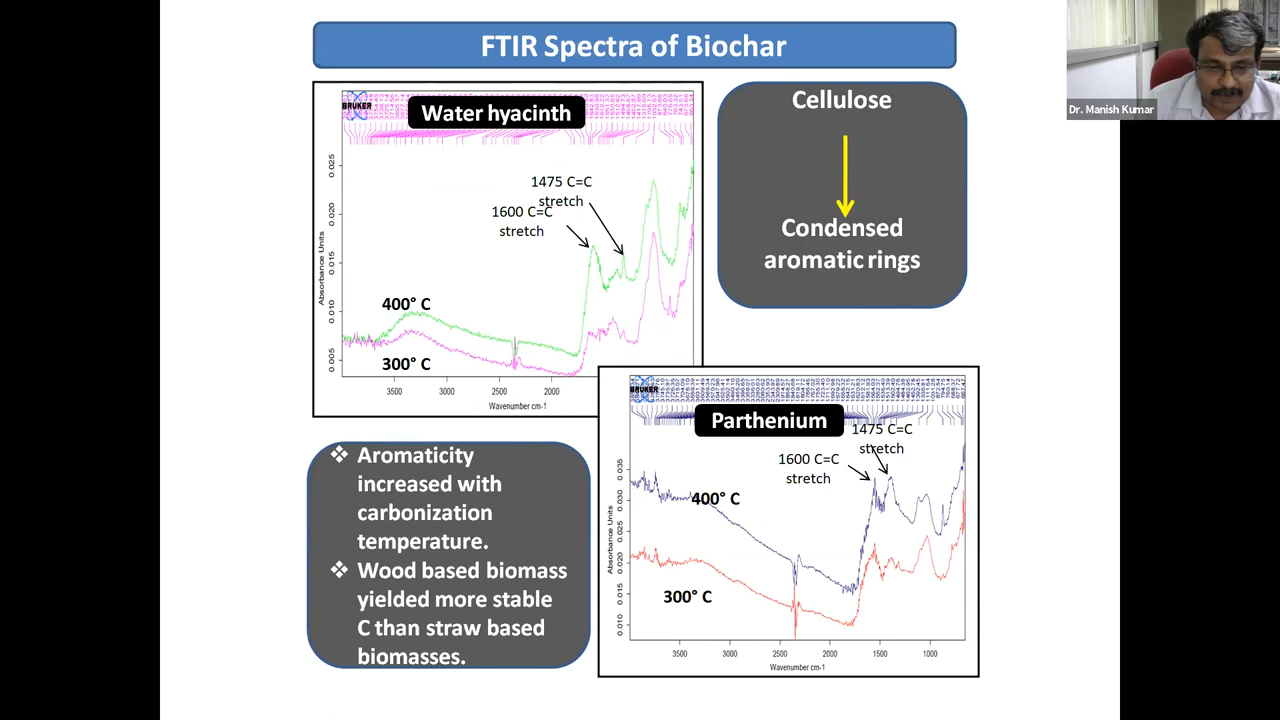 FTIR Spectra of Biochar
Dr. Manish Kumar
BRUKER
Water hyacinth
1475 C=C
stretch
1600 C=C
stretch
400° C
300° C
Absorbance Units
0.005
0.010
0.015
0.020
0.025
3500
3000
2500
2000
Wavenumber cm-1
Cellulose
Condensed
aromatic rings
❖ Aromaticity
increased with
carbonization
temperature.
❖ Wood based biomass
yielded more stable
C than straw based
biomasses.
BRUKER
Parthenium
1475 C=C
stretch
1600 C=C
stretch
400° C
300° C
Absorbance Units
0.010
0.015
0.020
0.025
0.030
0.035
3500
3000
2500
2000
1500
1000
Wavenumber cm-1